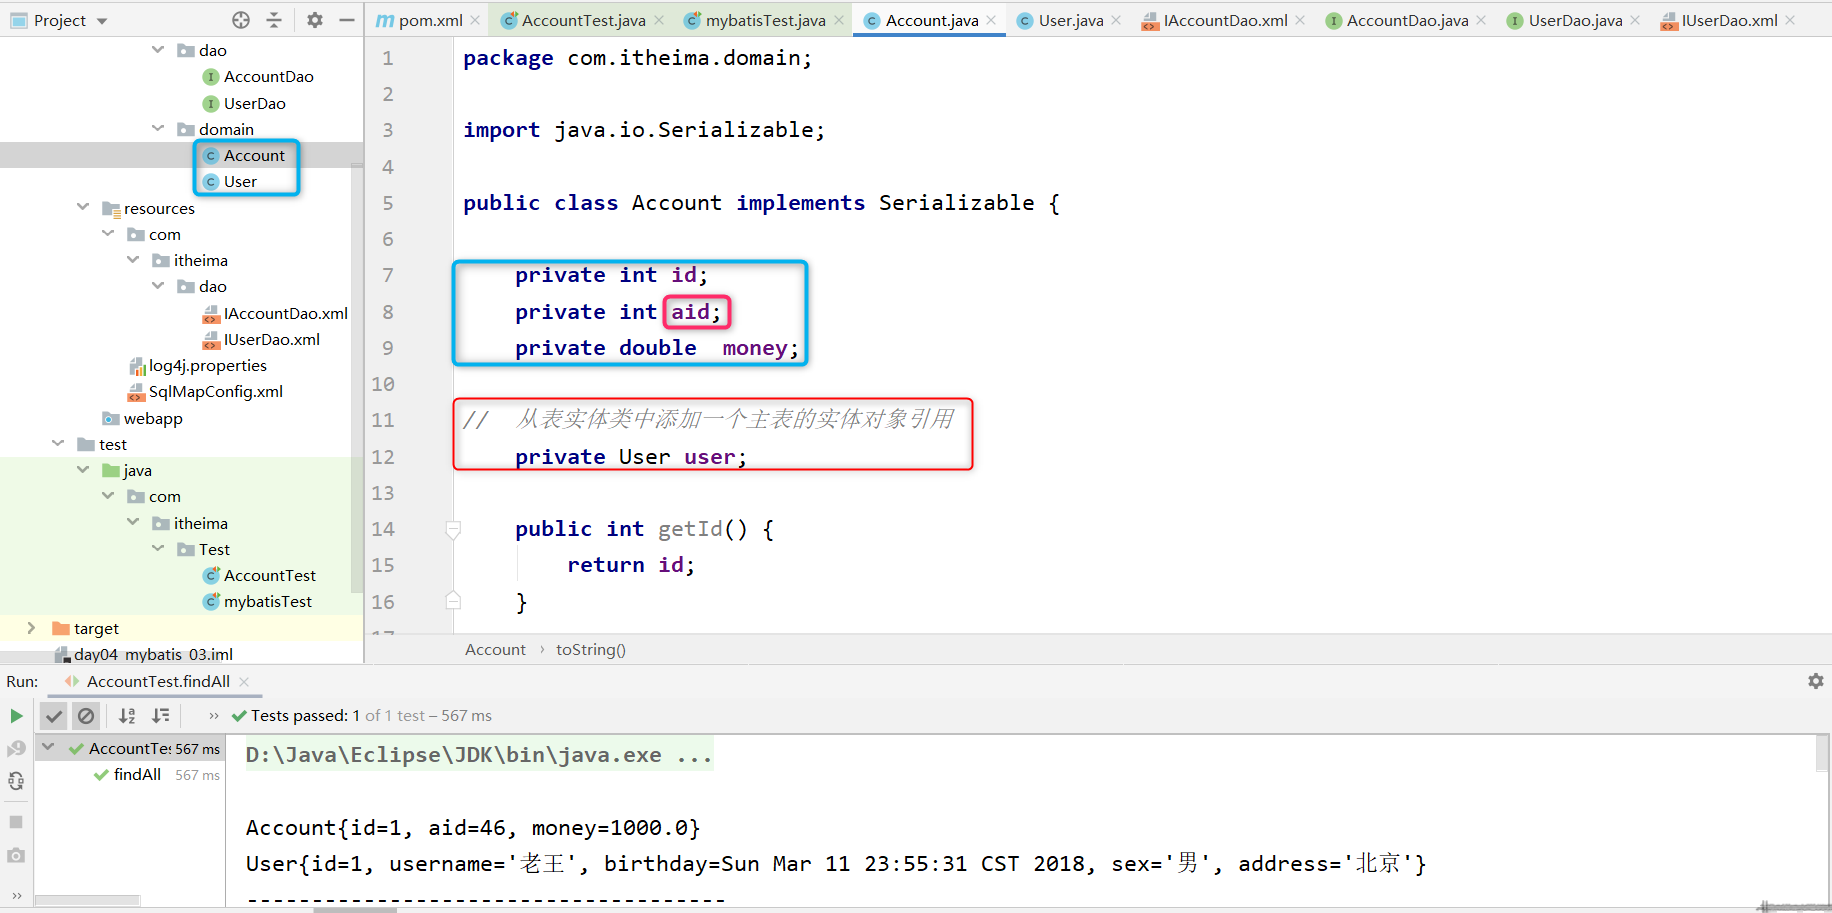 Project
pom.xml
AccountTest.java
mybatisTest.java
Account.java
User.java
IAccountDao.xml
AccountDao.java
UserDao.java
IUserDao.xml
dao
AccountDao
UserDao
domain
Account
User
resources
com
itheima
dao
IAccountDao.xml
IUserDao.xml
log4j.properties
SqlMapConfig.xml
webapp
test
java
com
itheima
Test
AccountTest
mybatisTest
target
day04_mybatis_03.iml
1 package com.itheima.domain;
2
3 import java.io.Serializable;
4
5 public class Account implements Serializable {
6
7 private int id;
8 private int aid;
9 private double  money;
10
11 //  从表实体类中添加一个主表的实体对象引用
12 private User user;
13
14 public int getId() {
15 return id;
16 }
17
Account › toString()
Run: AccountTest.findAll
Tests passed: 1 of 1 test – 567 ms
AccountTes 567 ms
findAll 567 ms
D:\Java\Eclipse\JDK\bin\java.exe ...
Account{id=1, aid=46, money=1000.0}
User{id=1, username='老王', birthday=Sun Mar 11 23:55:31 CST 2018, sex='男', address='北京'}
-------------------------------------